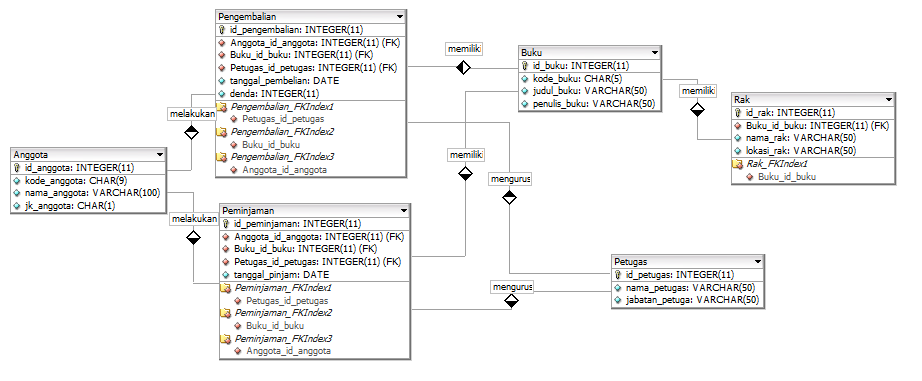 Pengembalian
id_pengembalian: INTEGER(11)
Anggota_id_anggota: INTEGER(11) (FK)
Buku_id_buku: INTEGER(11) (FK)
Petugas_id_petugas: INTEGER(11) (FK)
tanggal_pembelian: DATE
denda: INTEGER(11)
Pengembalian_FKIndex1
Petugas_id_petugas
Pengembalian_FKIndex2
Buku_id_buku
Pengembalian_FKIndex3
Anggota_id_anggota
memiliki
Buku
id_buku: INTEGER(11)
kode_buku: CHAR(5)
judul_buku: VARCHAR(50)
penulis_buku: VARCHAR(50)
memiliki
Rak
id_rak: INTEGER(11)
Buku_id_buku: INTEGER(11) (FK)
nama_rak: VARCHAR(50)
lokasi_rak: VARCHAR(50)
Rak_FKIndex1
Buku_id_buku
melakukan
Anggota
id_anggota: INTEGER(11)
kode_anggota: CHAR(9)
nama_anggota: VARCHAR(100)
jk_anggota: CHAR(1)
memiliki
mengurus
melakukan
Peminjaman
id_peminjaman: INTEGER(11)
Anggota_id_anggota: INTEGER(11) (FK)
Buku_id_buku: INTEGER(11) (FK)
Petugas_id_petugas: INTEGER(11) (FK)
tanggal_pinjam: DATE
Peminjaman_FKIndex1
Petugas_id_petugas
Peminjaman_FKIndex2
Buku_id_buku
Peminjaman_FKIndex3
Anggota_id_anggota
mengurus
Petugas
id_petugas: INTEGER(11)
nama_petugas: VARCHAR(50)
jabatan_petuga: VARCHAR(50)